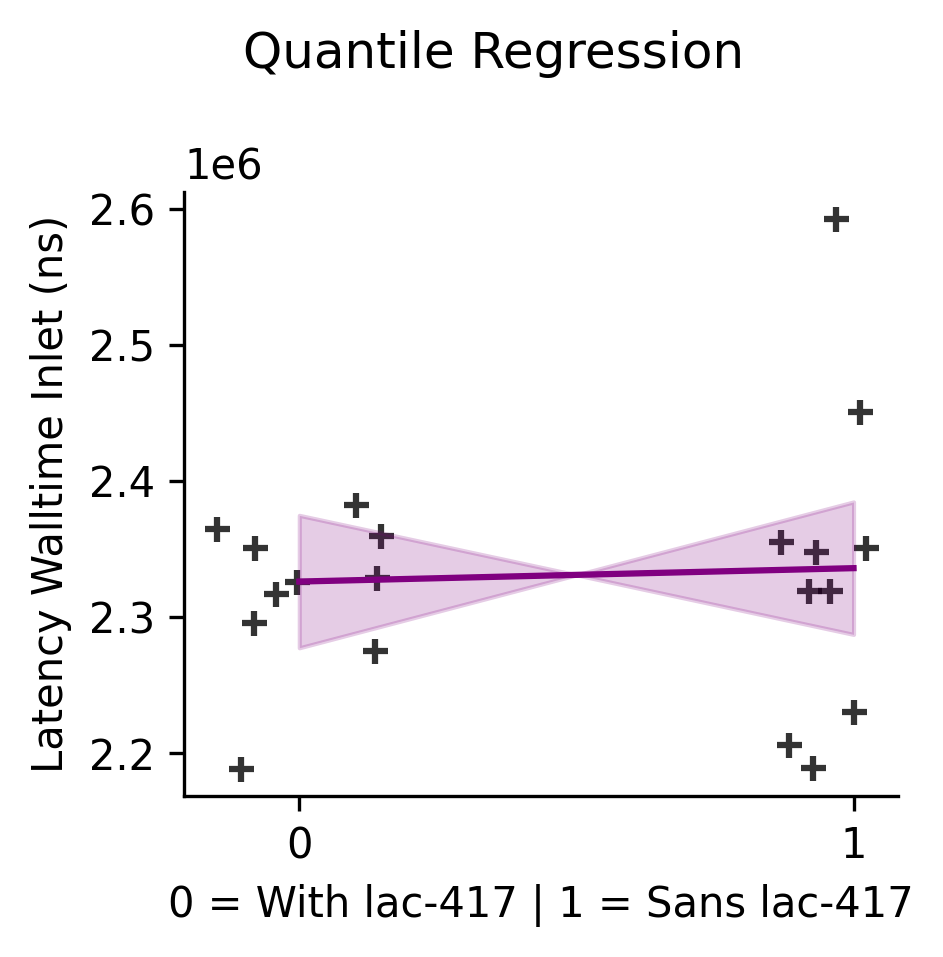 Quantile Regression
1e6
2.6
2.5
2.4
2.3
2.2
Latency Walltime Inlet (ns)
0
1
0 = With lac-417 | 1 = Sans lac-417